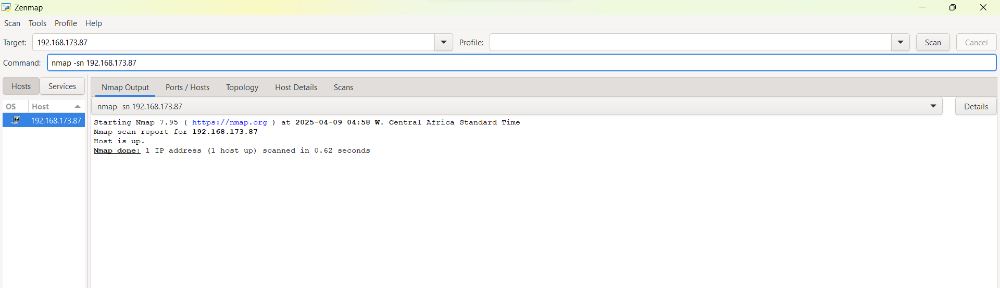 Zenmap
Scan Tools Profile Help
Target: 192.168.173.87 Profile: Scan Cancel
Command: nmap -sn 192.168.173.87
Hosts Services Nmap Output Ports / Hosts Topology Host Details Scans
OS Host nmap -sn 192.168.173.87 Details
192.168.173.87
Starting Nmap 7.95 ( https://nmap.org ) at 2025-04-09 04:58 W. Central Africa Standard Time
Nmap scan report for 192.168.173.87
Host is up.
Nmap done: 1 IP address (1 host up) scanned in 0.62 seconds